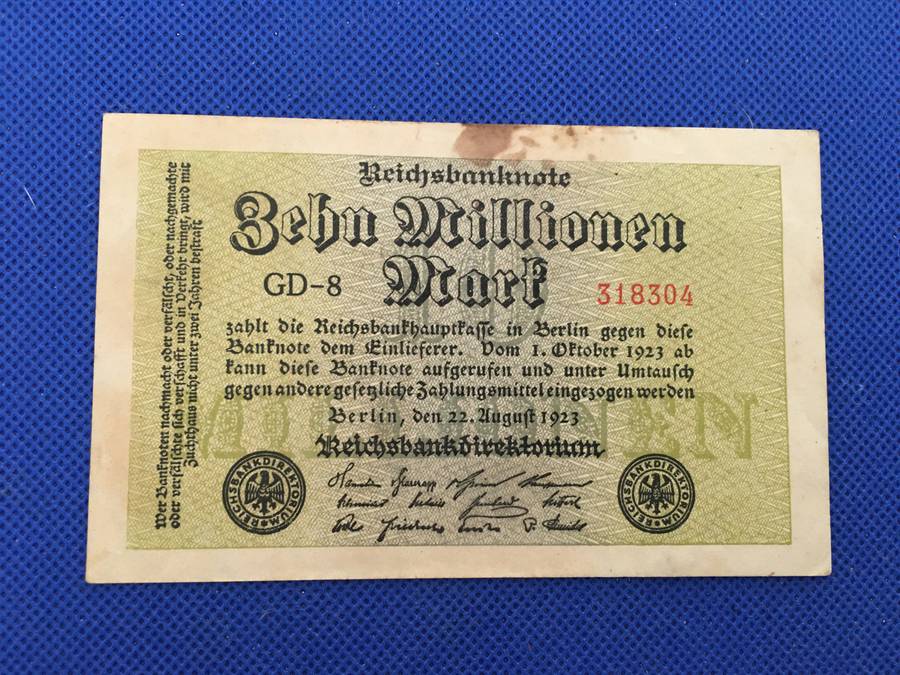 Reichsbanknote
Zehn Millionen
Mark
GD-8
318304
zahlt die Reichsbankhauptkasse in Berlin gegen diese
Banknote dem Einlieferer. Vom 1. Oktober 1923 ab
kann diese Banknote aufgerufen und unter Umtausch
gegen andere gesetzliche Zahlungsmittel eingezogen werden
Berlin, den 22. August 1923
Reichsbankdirektorium
REICHSBANKDIREKTORIUM
REICHSBANKDIREKTORIUM
Wer Banknoten nachmacht oder verfälscht, oder nachgemachte
oder verfälschte sich verschafft und in Verkehr bringt, wird mit
Zuchthaus nicht unter zwei Jahren bestraft